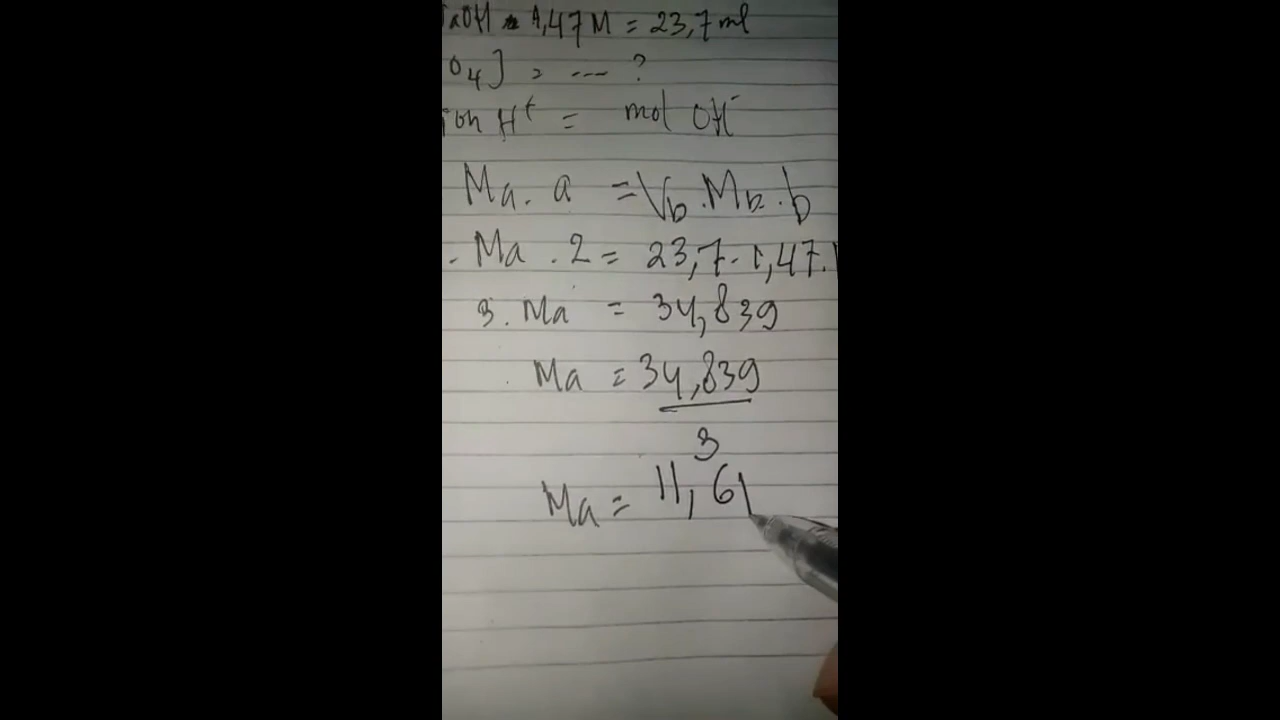 NaOH 1,47 M = 23,7 ml
O4] = --- ?
ion H+ = mol OH-
Ma . a = Vb . Mb . b
. Ma . 2 = 23,7 . 1,47 .
3 . Ma = 34,839
Ma = 34,839
3
Ma = 11,61